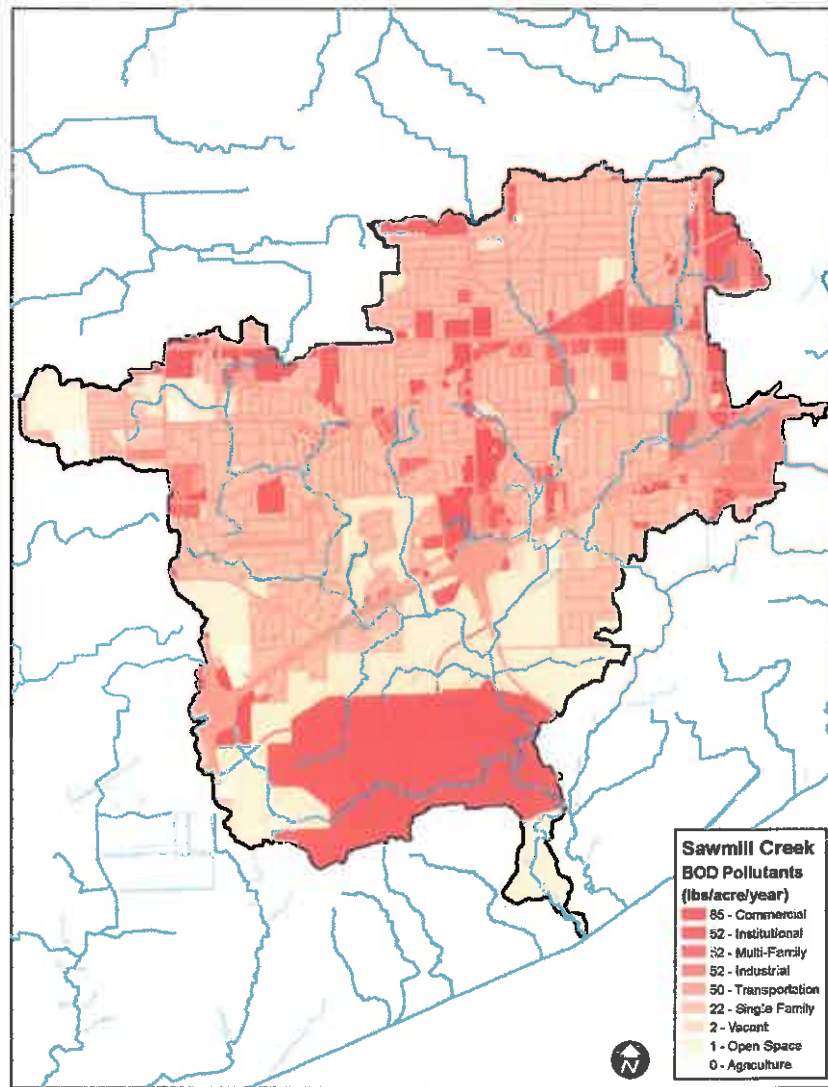 Sawmill Creek
BOD Pollutants
(lbs/acre/year)
85 - Commercial
52 - Institutional
52 - Multi-Family
52 - Industrial
50 - Transportation
22 - Single Family
2 - Vacant
1 - Open Space
0 - Agriculture
N